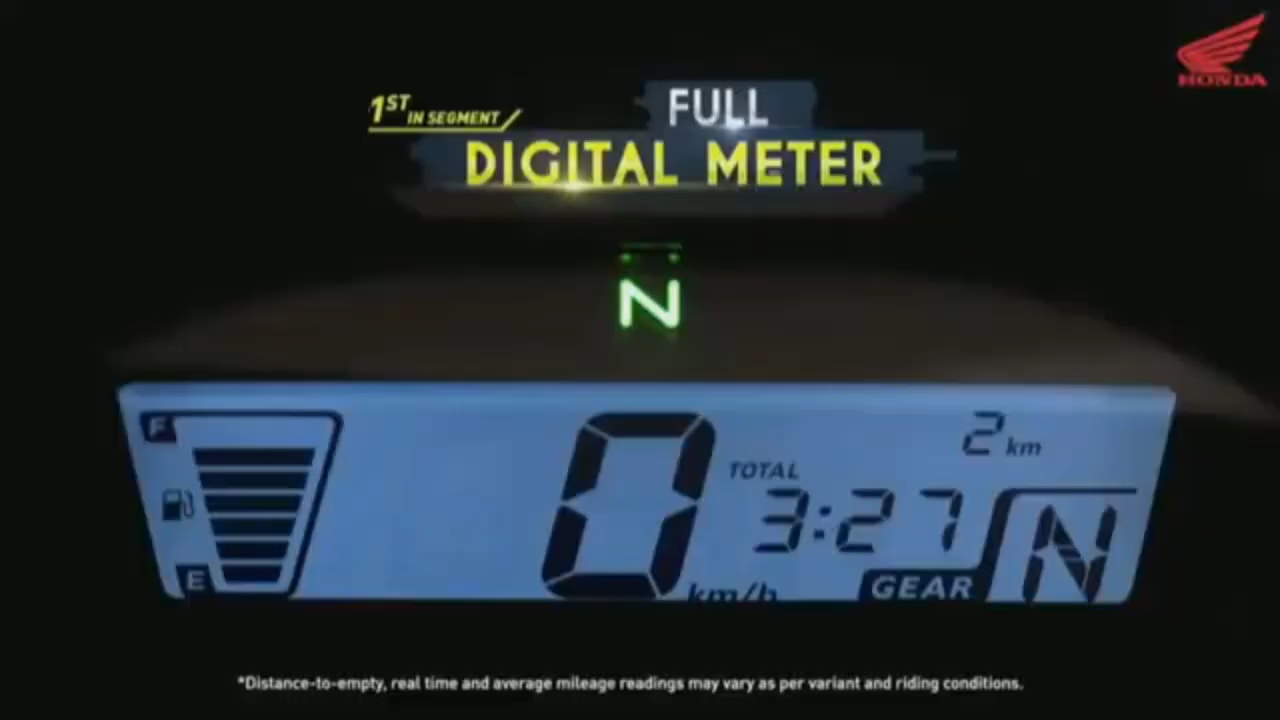 HONDA
1ST IN SEGMENT
FULL
DIGITAL METER
N
F
2 km
TOTAL
3:27
0
km/h
E
GEAR
N
*Distance-to-empty, real time and average mileage readings may vary as per variant and riding conditions.